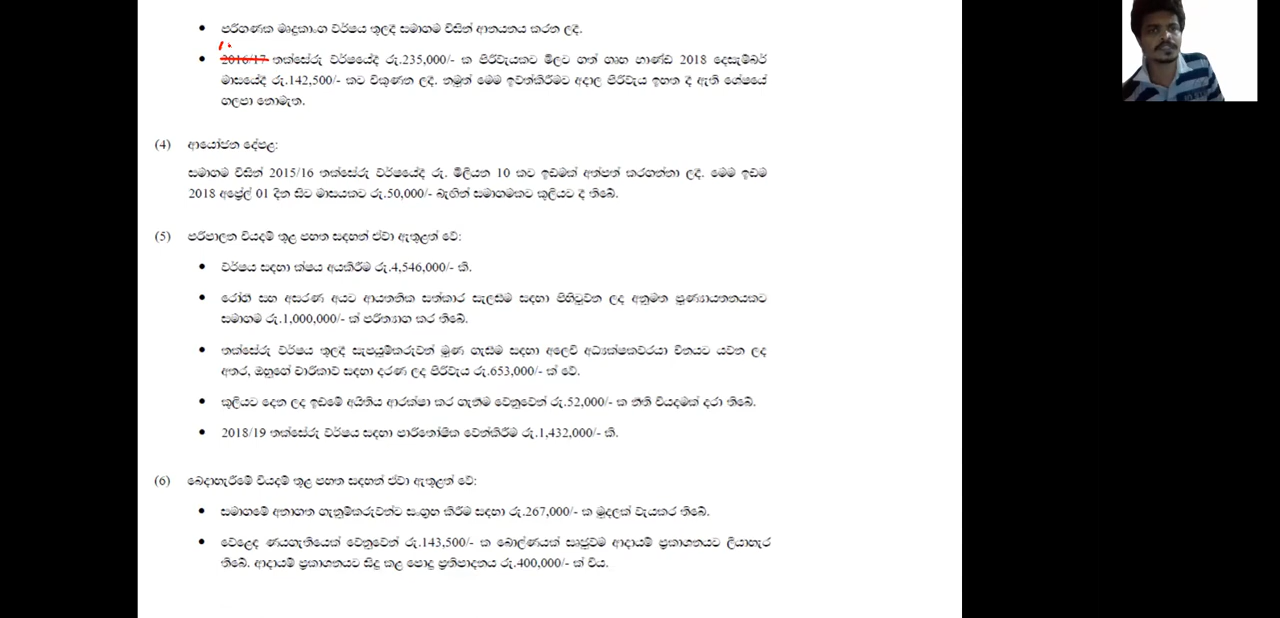 • පරිගණක මෘදුකාංග වර්ෂය තුලදී සමාගම විසින් ආනයනය කරන ලදී.
• 2016/17 තක්සේරු වර්ෂයේදී රු.235,000/- ක පිරිවැයකට මිලට ගත් ගෘහ භාණ්ඩ 2018 දෙසැම්බර්
මාසයේදී රු.142,500/- කට විකුණන ලදී. නමුත් මෙම ඉවත්කිරීමට අදාල පිරිවැය ඉහත දී ඇති ශේෂයේ
ගලපා නොමැත.
(4) ආයෝජන දේපළ:
සමාගම විසින් 2015/16 තක්සේරු වර්ෂයේදී රු. මිලියන 10 කට ඉඩමක් අත්පත් කරගන්නා ලදී. මෙම ඉඩම
2018 අප්‍රේල් 01 දින සිට මාසයකට රු.50,000/- බැගින් සමාගමකට කුලියට දී තිබේ.
(5) පරිපාලන වියදම් තුළ පහත සඳහන් ඒවා ඇතුළත් වේ:
• වර්ෂය සඳහා ක්ෂය අයකිරීම රු.4,546,000/- කි.
• රෝගී සහ අසරණ අයට ආයතනික සත්කාර සැලසීම සඳහා පිහිටුවන ලද අනුමත පුණ්‍යායතනයකට
සමාගම රු.1,000,000/- ක් පරිත්‍යාග කර තිබේ.
• තක්සේරු වර්ෂය තුලදී සැපයුම්කරුවන් මුණ ගැසීම සඳහා අලෙවි අධ්‍යක්ෂකවරයා චීනයට යවන ලද
අතර, ඔහුගේ චාරිකාව සඳහා දරණ ලද පිරිවැය රු.653,000/- ක් වේ.
• කුලියට දෙන ලද ඉඩමේ අයිතිය ආරක්ෂා කර ගැනීම වෙනුවෙන් රු.52,000/- ක නීති වියදමක් දරා තිබේ.
• 2018/19 තක්සේරු වර්ෂය සඳහා පාරිතෝෂික වෙන්කිරීම රු.1,432,000/- කි.
(6) බෙදාහැරීමේ වියදම් තුළ පහත සඳහන් ඒවා ඇතුළත් වේ:
• සමාගමේ අනාගත ගැනුම්කරුවන්ට සංග්‍රහ කිරීම සඳහා රු.267,000/- ක මුදලක් වැයකර තිබේ.
• වෙළෙඳ ණයගැතියෙක් වෙනුවෙන් රු.143,500/- ක බොල්ණයක් සෘජුවම ආදායම් ප්‍රකාශනයට ලියාහැර
තිබේ. ආදායම් ප්‍රකාශනයට සිදු කළ පොදු ප්‍රතිපාදනය රු.400,000/- ක් විය.